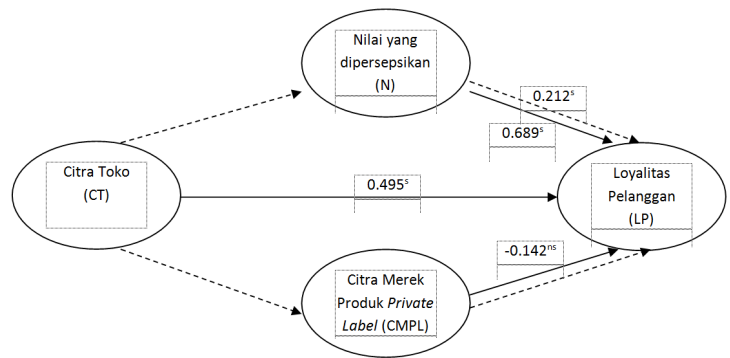 Nilai yang
dipersepsikan
(N)
0.212ˢ
0.689ˢ
Citra Toko
(CT)
0.495ˢ
Loyalitas
Pelanggan
(LP)
-0.142ⁿˢ
Citra Merek
Produk Private
Label (CMPL)